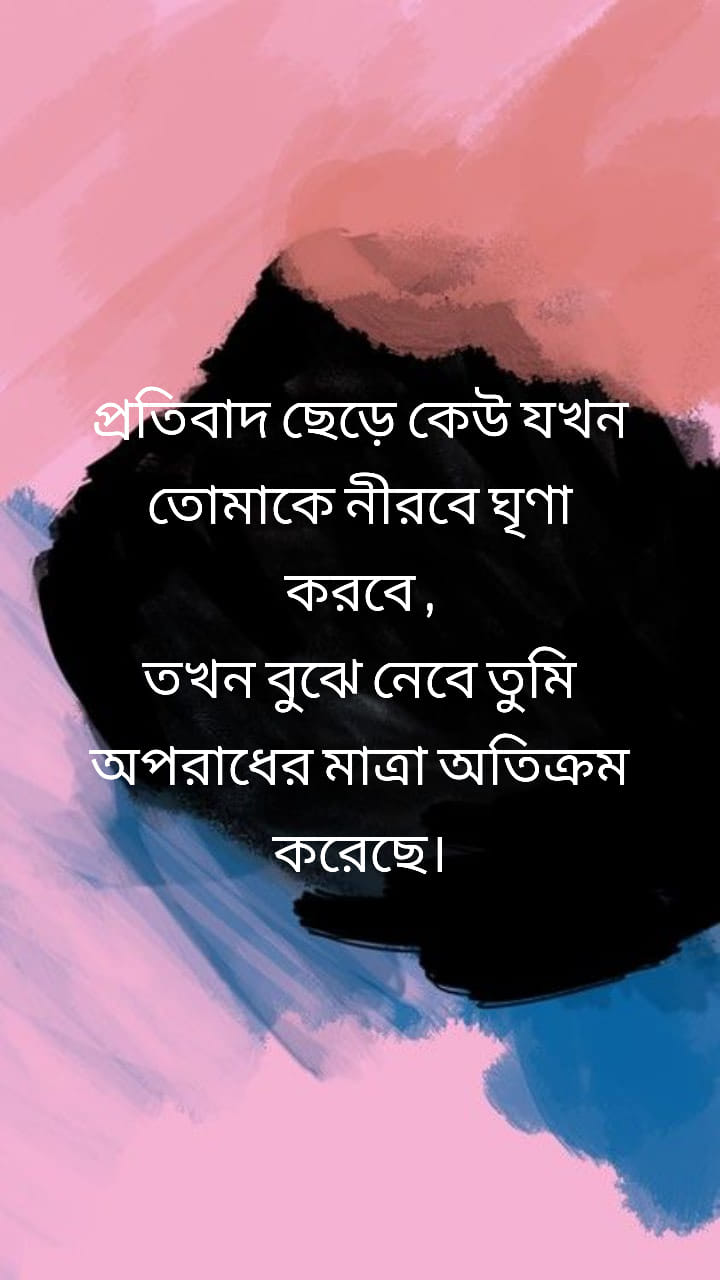 প্রতিবাদ ছেড়ে কেউ যখন
তোমাকে নীরবে ঘৃণা
করবে ,
তখন বুঝে নেবে তুমি
অপরাধের মাত্রা অতিক্রম
করেছে।